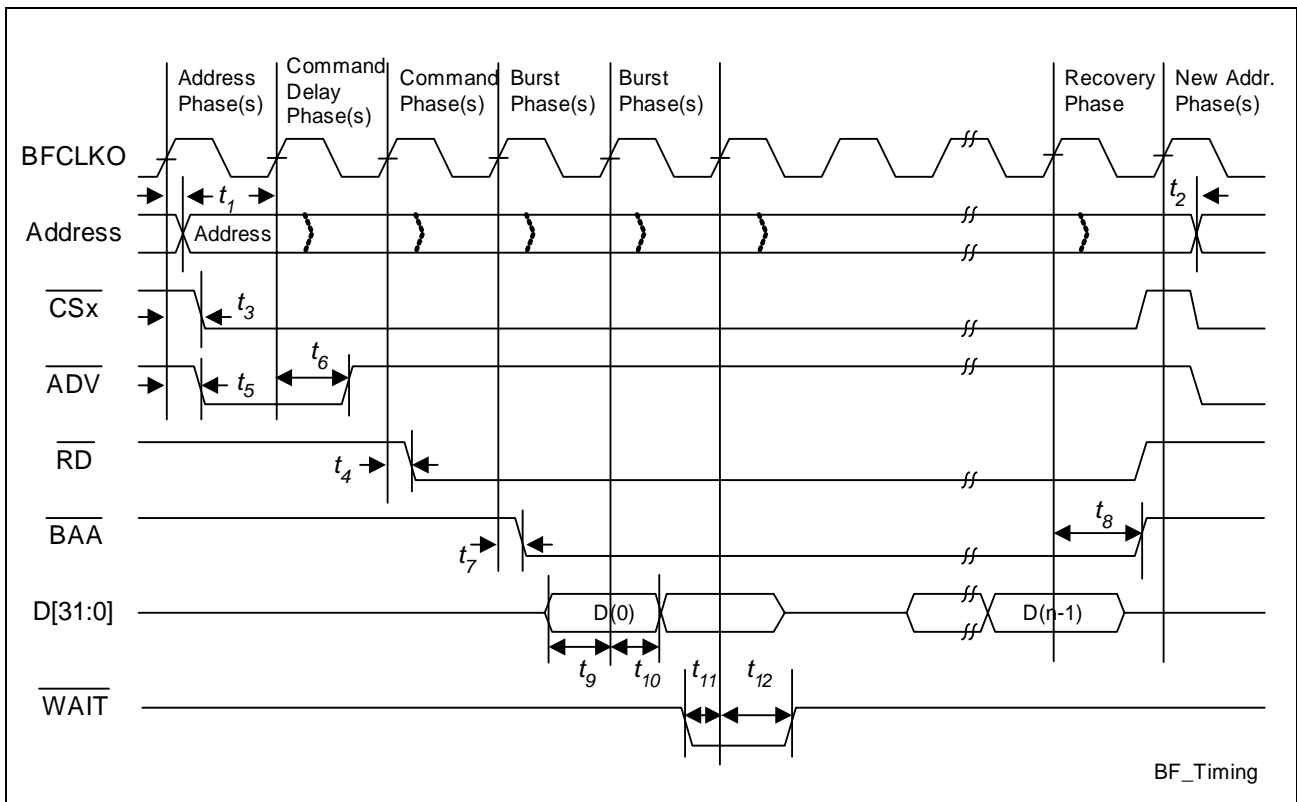 Address
Phase(s)
Command
Delay
Phase(s)
Command
Phase(s)
Burst
Phase(s)
Burst
Phase(s)
Recovery
Phase
New Addr.
Phase(s)
BFCLKO
t1
t2
Address
Address
CSx
t3
ADV
t5
t6
RD
t4
BAA
t7
t8
D[31:0]
D(0)
D(n-1)
t9
t10
t11
t12
WAIT
BF_Timing